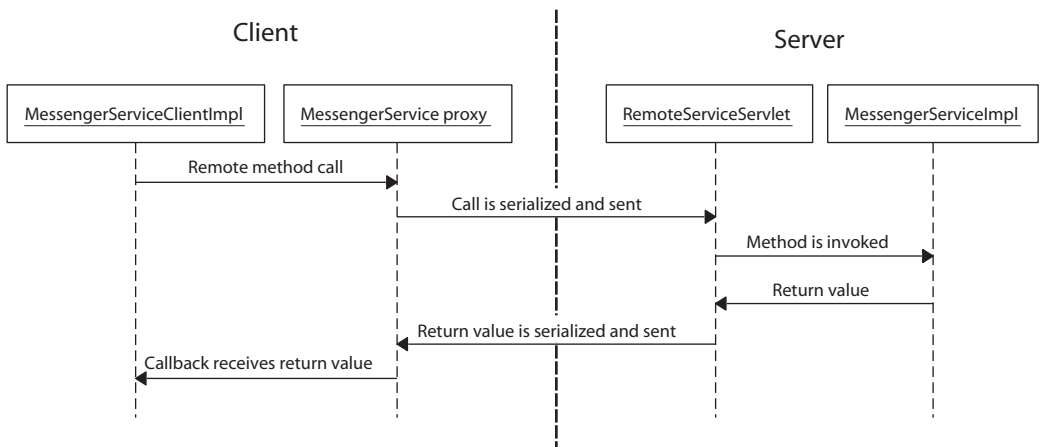 Client
Server
MessengerServiceClientImpl
MessengerService proxy
RemoteServiceServlet
MessengerServiceImpl
Remote method call
Call is serialized and sent
Method is invoked
Return value
Return value is serialized and sent
Callback receives return value